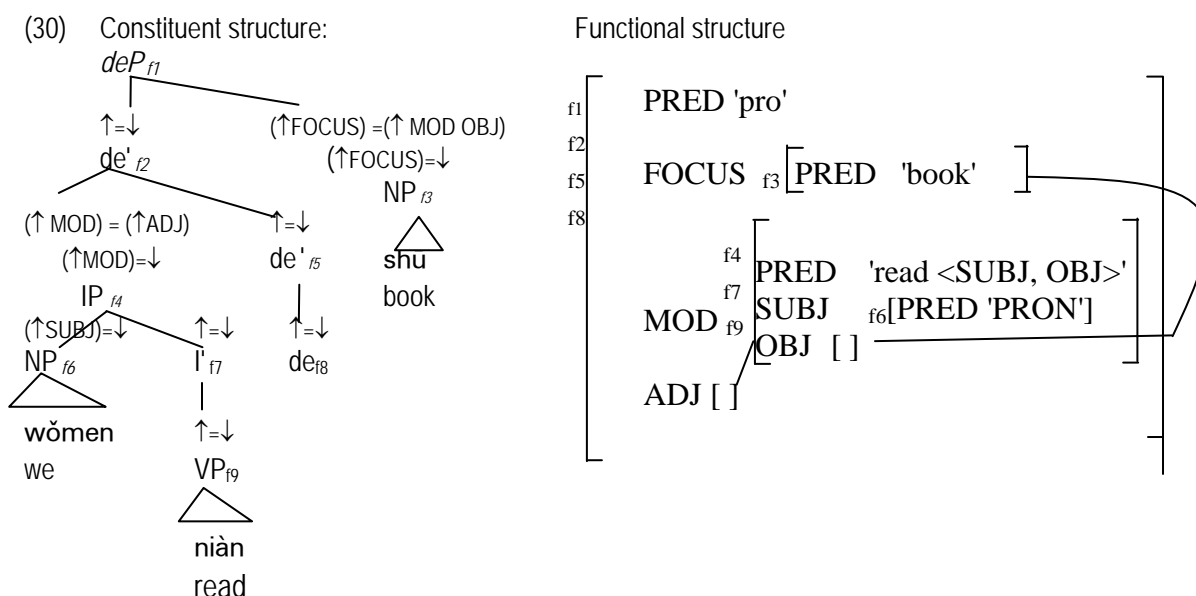 (30) Constituent structure: Functional structure
deP f1
↑=↓ (↑FOCUS) =(↑ MOD OBJ)
de' f2 (↑FOCUS)=↓
NP f3
(↑ MOD) = (↑ADJ) ↑=↓
(↑MOD)=↓ de' f5 shū
IP f4 book
(↑SUBJ)=↓ ↑=↓ ↑=↓
NP f6 I' f7 de f8
wǒmen ↑=↓
we VP f9
niàn
read
f1 PRED 'pro'
f2
FOCUS f3 [PRED 'book' ]
f5
f8
f4 PRED 'read <SUBJ, OBJ>'
f7 SUBJ f6[PRED 'PRON']
MOD f9 OBJ [ ]
ADJ [ ]